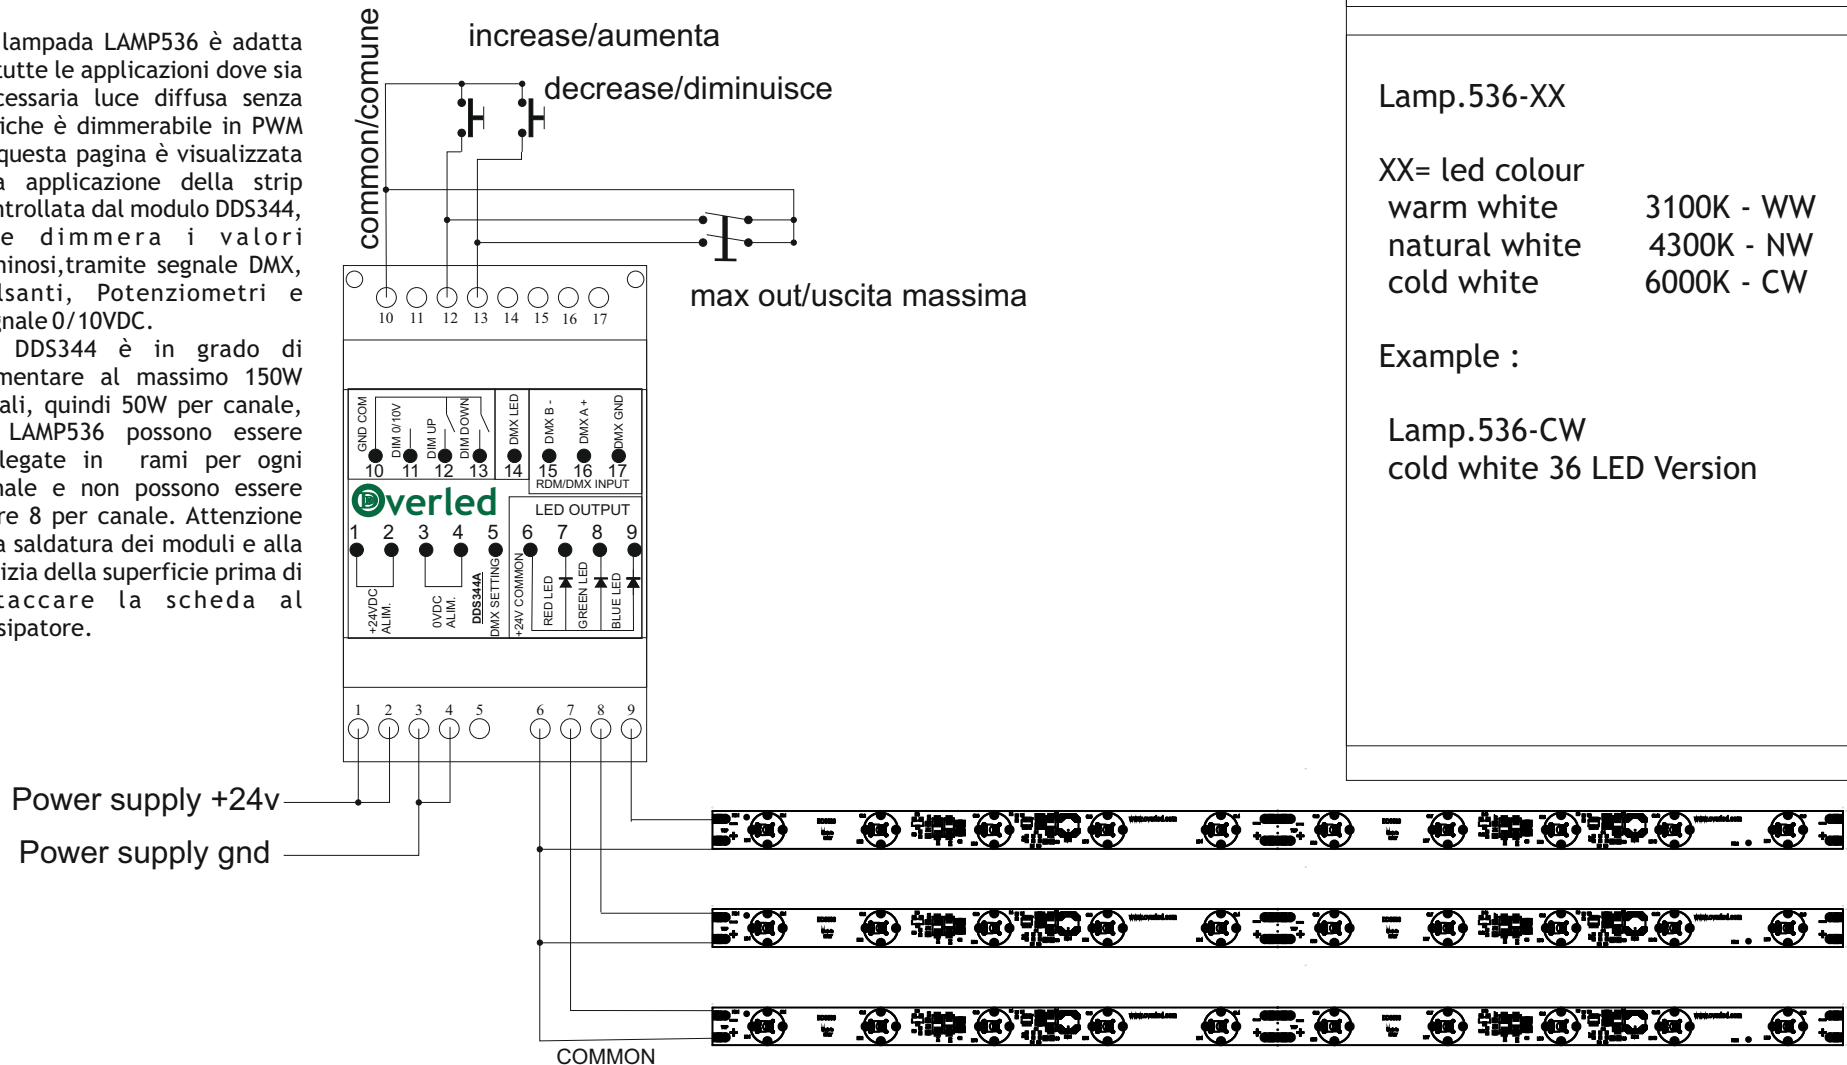 lampada LAMP536 è adatta
tutte le applicazioni dove sia
cessaria luce diffusa senza
iche è dimmerabile in PWM
questa pagina è visualizzata
a applicazione della strip
ntrollata dal modulo DDS344,
e dimmera i valori
minosi,tramite segnale DMX,
lsanti, Potenziometri e
gnale 0/10VDC.
DDS344 è in grado di
mentare al massimo 150W
ali, quindi 50W per canale,
LAMP536 possono essere
legate in rami per ogni
nale e non possono essere
re 8 per canale. Attenzione
a saldatura dei moduli e alla
izia della superficie prima di
taccare la scheda al
sipatore.
common/comune
increase/aumenta
decrease/diminuisce
max out/uscita massima
10 11 12 13 14 15 16 17
GND COM
DIM 0/10V
DIM UP
DIM DOWN
DMX LED
DMX B -
DMX A +
DMX GND
10 11 12 13 14 15 16 17
RDM/DMX INPUT
Overled
LED OUTPUT
1 2 3 4 5 6 7 8 9
+24VDC
ALIM.
0VDC
ALIM.
DDS344A
DMX SETTING
+24V COMMON
RED LED
GREEN LED
BLUE LED
1 2 3 4 5 6 7 8 9
Power supply +24v
Power supply gnd
COMMON
Lamp.536-XX
XX= led colour
warm white 3100K - WW
natural white 4300K - NW
cold white 6000K - CW
Example :
Lamp.536-CW
cold white 36 LED Version